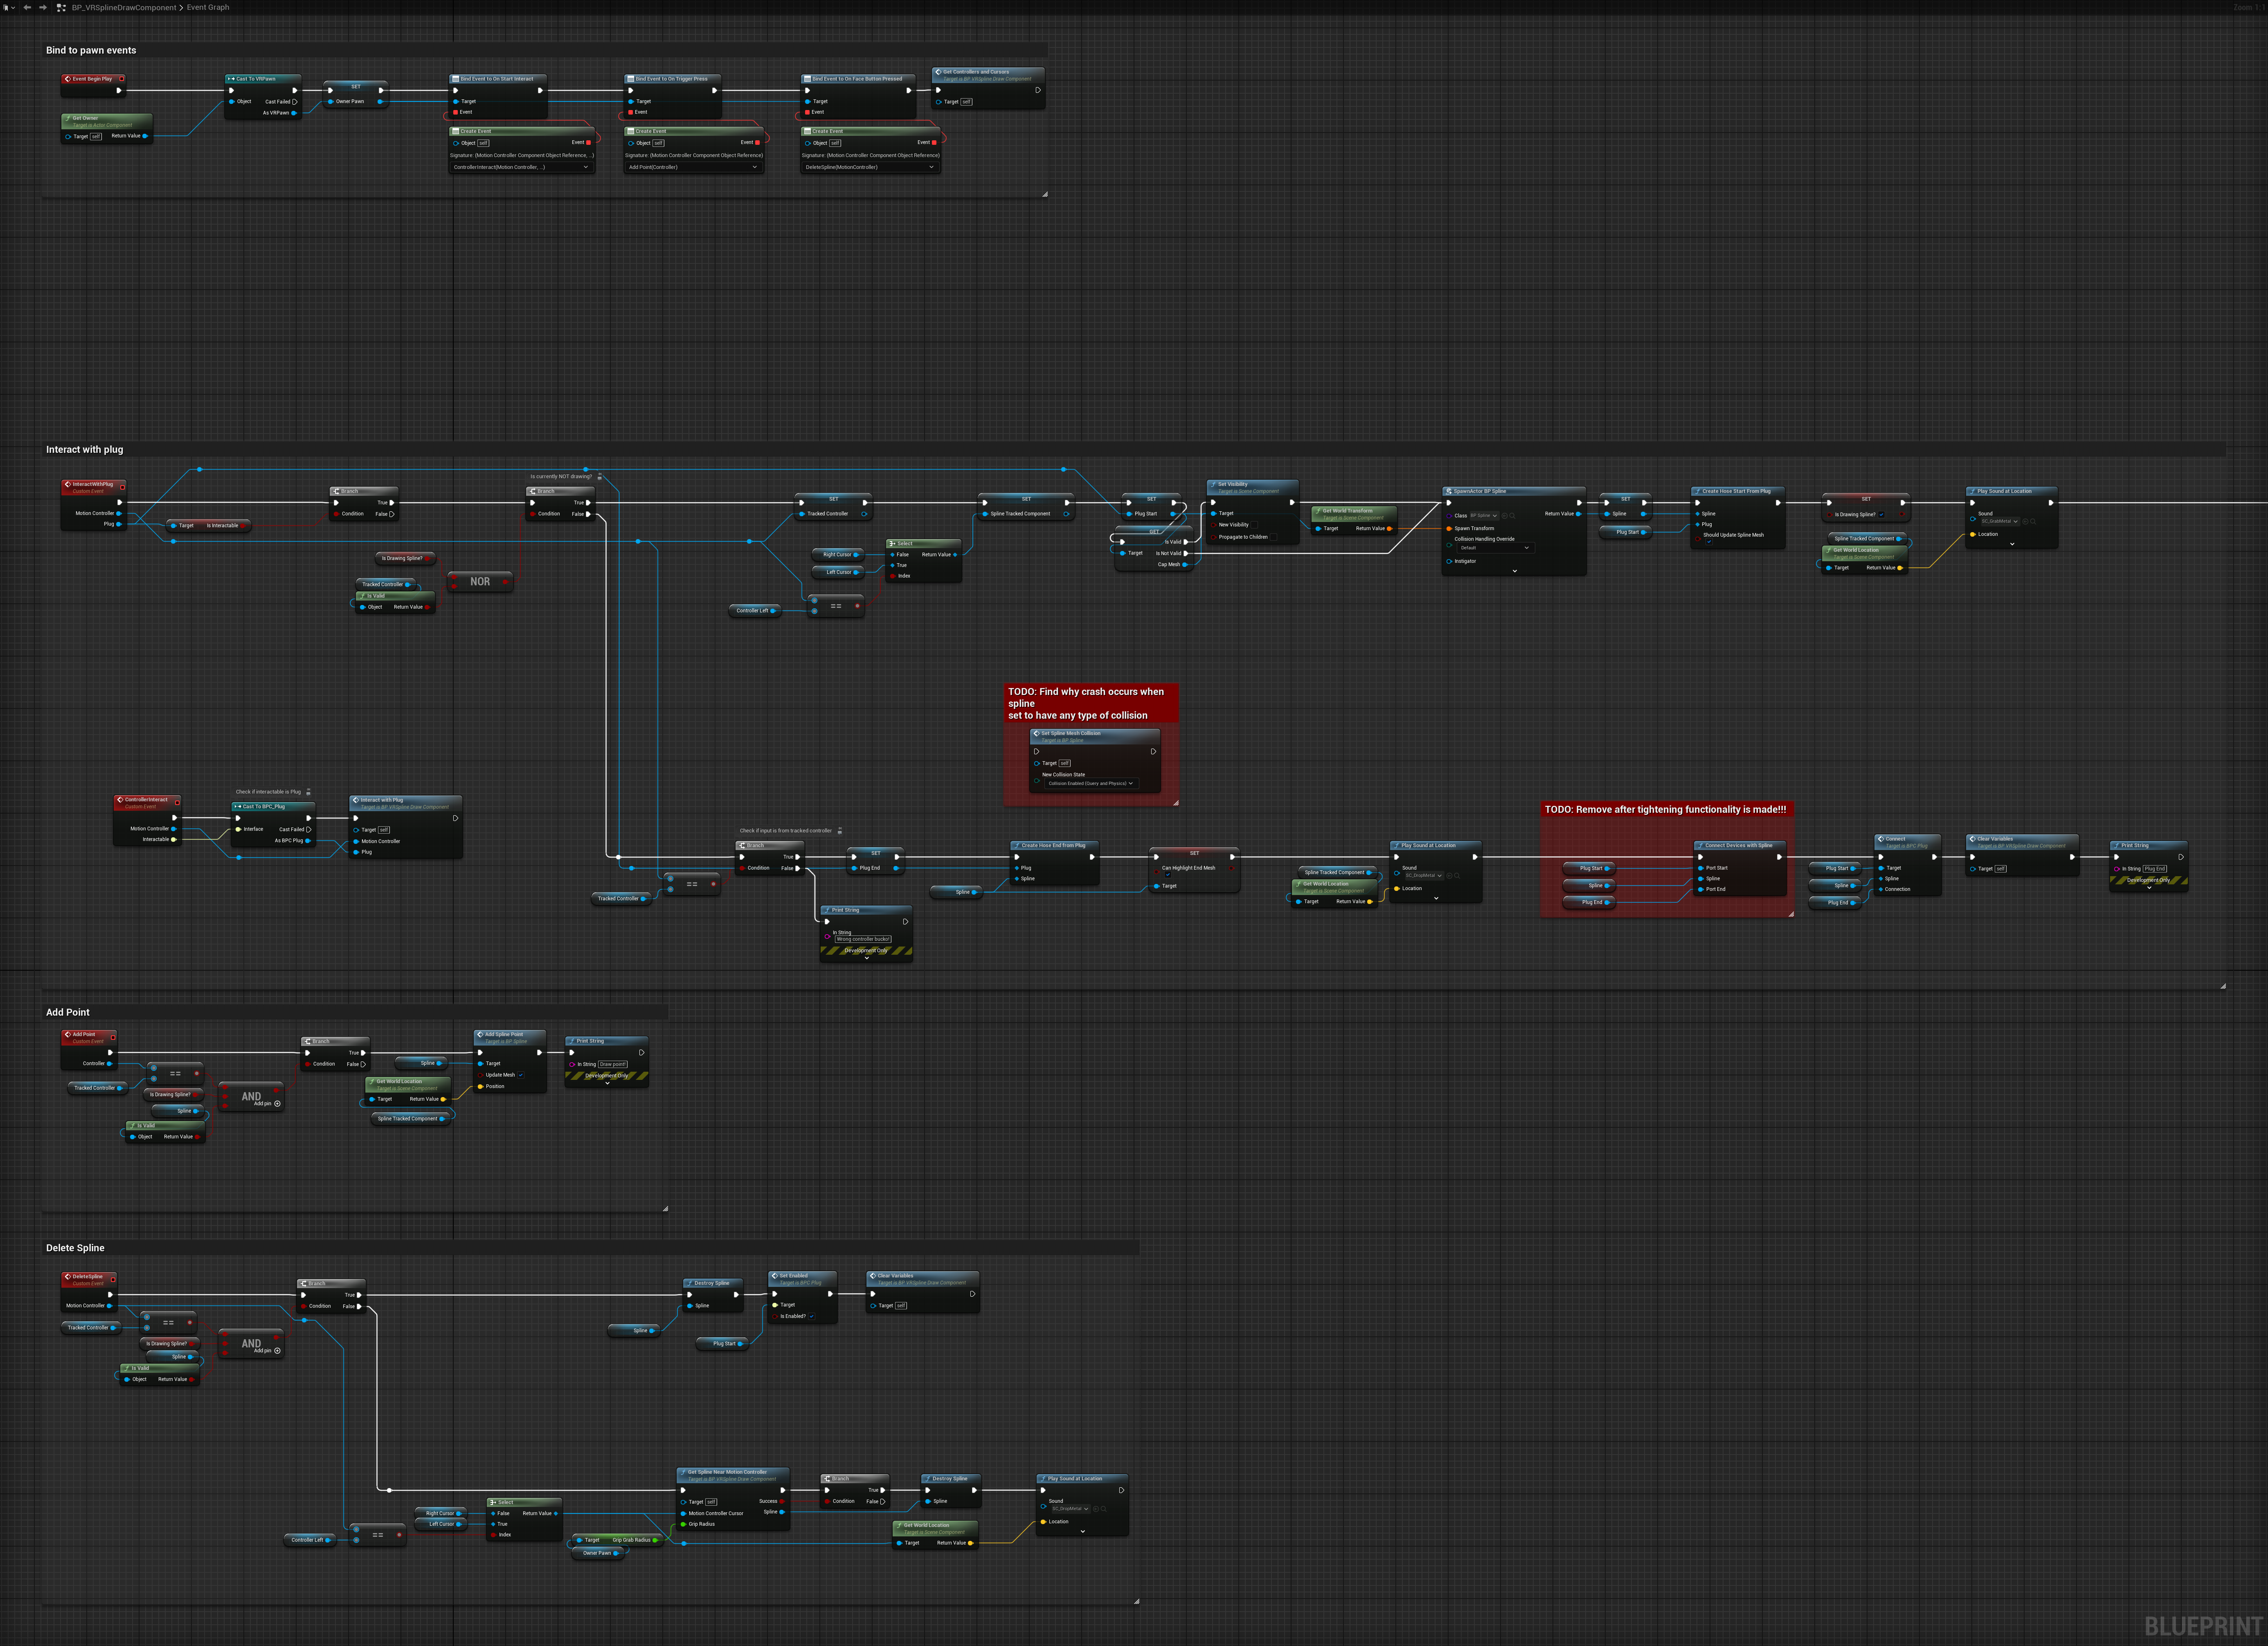 BP_VRSplineDrawComponent > Event Graph
Zoom 1:1
Bind to pawn events
Event Begin Play
Get Owner
Target is Actor Component
Target self Return Value
Cast To VRPawn
Object Cast Failed
As VRPawn
SET
Owner Pawn
Bind Event to On Start Interact
Target
Event
Create Event
Object self Event
Signature: (Motion Controller Component Object Reference, ...)
ControllerInteract(Motion Controller, ...)
Bind Event to On Trigger Press
Target
Event
Create Event
Object self Event
Signature: (Motion Controller Component Object Reference)
Add Point(Controller)
Bind Event to On Face Button Pressed
Target
Event
Create Event
Object self Event
Signature: (Motion Controller Component Object Reference)
DeleteSpline(MotionController)
Get Controllers and Cursors
Target is BP VRSpline Draw Component
Target self
Interact with plug
InteractWithPlug
Custom Event
Motion Controller
Plug
Target Is Interactable
Branch
True
Condition False
Is Drawing Spline?
Tracked Controller
Is Valid
Object Return Value
NOR
Is currently NOT drawing?
Branch
True
Condition False
SET
Tracked Controller
Right Cursor
Left Cursor
Select
False Return Value
True
Index
Controller Left
==
SET
Spline Tracked Component
SET
Plug Start
GET
Is Valid
Target Is Not Valid
Cap Mesh
Set Visibility
Target is Scene Component
Target
New Visibility
Propagate to Children
Get World Transform
Target is Scene Component
Target Return Value
SpawnActor BP Spline
Class BP Spline Return Value
Spawn Transform
Collision Handling Override
Default
Instigator
SET
Spline
Plug Start
Create Hose Start From Plug
Spline
Plug
Should Update Spline Mesh
SET
Is Drawing Spline?
Spline Tracked Component
Get World Location
Target is Scene Component
Target Return Value
Play Sound at Location
Sound
SC_GrabMetal
Location
TODO: Find why crash occurs when
spline
set to have any type of collision
Set Spline Mesh Collision
Target is BP Spline
Target self
New Collision State
Collision Enabled (Query and Physics)
ControllerInteract
Custom Event
Motion Controller
Interactable
Check if interactable is Plug
Cast To BPC_Plug
Interface Cast Failed
As BPC Plug
Interact with Plug
Target is BP VRSpline Draw Component
Target self
Motion Controller
Plug
Tracked Controller
==
Check if input is from tracked controller
Branch
True
Condition False
Print String
In String
Wrong controller bucko!
Development Only
SET
Plug End
Spline
Create Hose End from Plug
Plug
Spline
SET
Can Highlight End Mesh
Target
Spline Tracked Component
Get World Location
Target is Scene Component
Target Return Value
Play Sound at Location
Sound
SC_DropMetal
Location
TODO: Remove after tightening functionality is made!!!
Plug Start
Spline
Plug End
Connect Devices with Spline
Port Start
Spline
Port End
Plug Start
Spline
Plug End
Connect
Target is BPC Plug
Target
Spline
Connection
Clear Variables
Target is BP VRSpline Draw Component
Target self
Print String
In String Plug End
Development Only
Add Point
Add Point
Custom Event
Controller
Tracked Controller
==
Is Drawing Spline?
Spline
Is Valid
Object Return Value
AND
Add pin
Branch
True
Condition False
Spline
Get World Location
Target is Scene Component
Target Return Value
Spline Tracked Component
Add Spline Point
Target is BP Spline
Target
Update Mesh
Position
Print String
In String Draw point!
Development Only
Delete Spline
DeleteSpline
Custom Event
Motion Controller
Tracked Controller
==
Is Drawing Spline?
Spline
Is Valid
Object Return Value
AND
Add pin
Branch
True
Condition False
Spline
Destroy Spline
Spline
Plug Start
Set Enabled
Target is BPC Plug
Target
Is Enabled?
Clear Variables
Target is BP VRSpline Draw Component
Target self
Controller Left
==
Right Cursor
Left Cursor
Select
False Return Value
True
Index
Target Grip Grab Radius
Owner Pawn
Get Spline Near Motion Controller
Target is BP VRSpline Draw Component
Target self Success
Motion Controller Cursor Spline
Grip Radius
Branch
True
Condition False
Destroy Spline
Spline
Get World Location
Target is Scene Component
Target Return Value
Play Sound at Location
Sound
SC_DropMetal
Location
BLUEPRINT